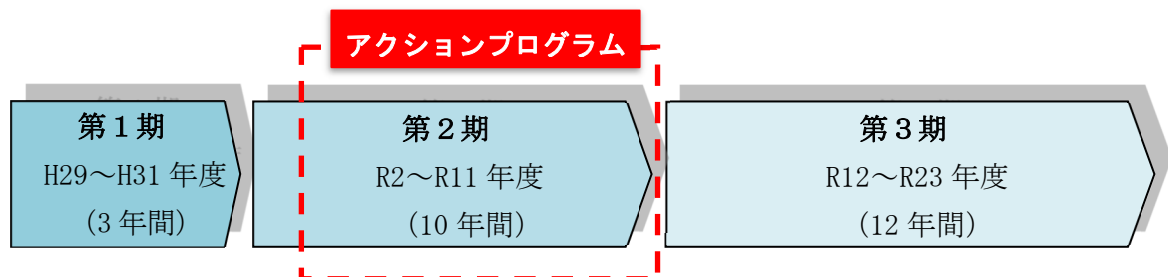 アクションプログラム
第１期
H29～H31 年度
(3 年間)
第２期
R2～R11 年度
(10 年間)
第３期
R12～R23 年度
(12 年間)